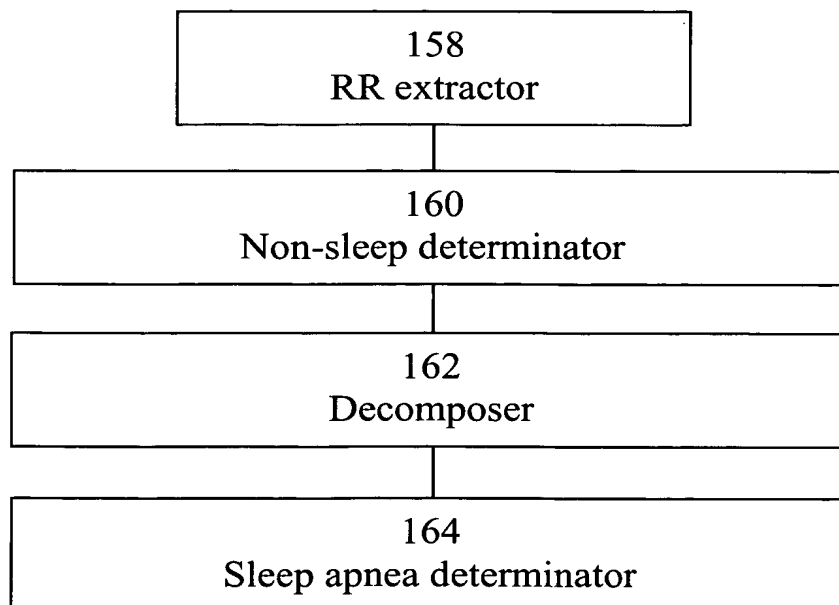 158
RR extractor
160
Non-sleep determinator
162
Decomposer
164
Sleep apnea determinator